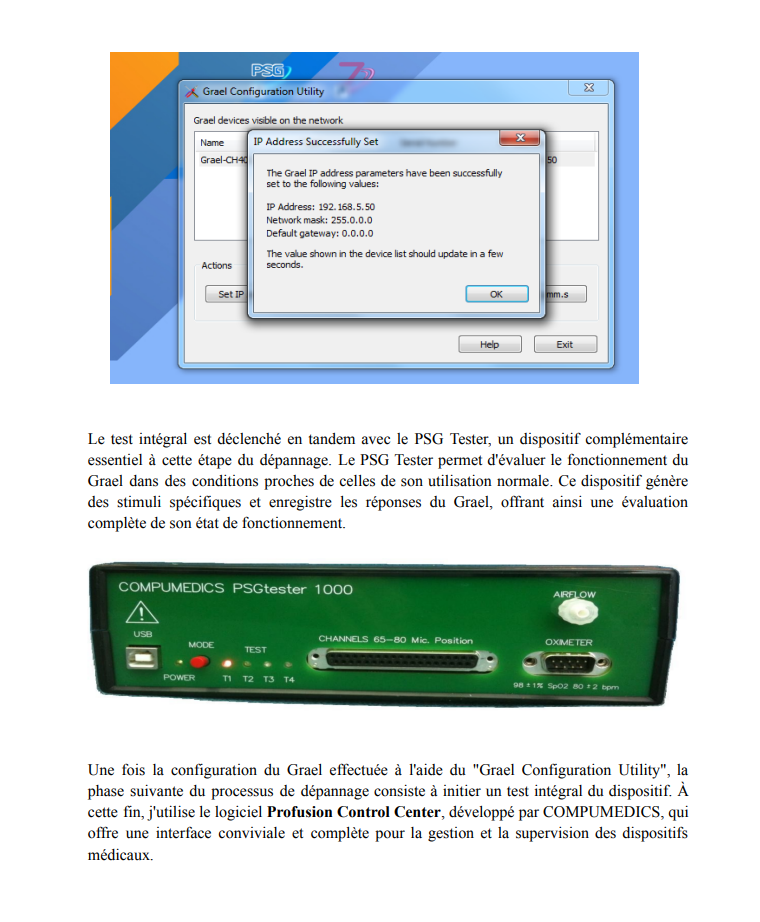 PSG
Grael Configuration Utility
Grael devices visible on the network
Name
Grael-CH40
50
IP Address Successfully Set
The Grael IP address parameters have been successfully
set to the following values:
IP Address: 192.168.5.50
Network mask: 255.0.0.0
Default gateway: 0.0.0.0
The value shown in the device list should update in a few
seconds.
OK
Actions
Set IP
mm.s
Help
Exit
Le test intégral est déclenché en tandem avec le PSG Tester, un dispositif complémentaire
essentiel à cette étape du dépannage. Le PSG Tester permet d'évaluer le fonctionnement du
Grael dans des conditions proches de celles de son utilisation normale. Ce dispositif génère
des stimuli spécifiques et enregistre les réponses du Grael, offrant ainsi une évaluation
complète de son état de fonctionnement.
COMPUMEDICS PSGtester 1000
AIRFLOW
USB
MODE
TEST
CHANNELS 65-80 Mic. Position
OXIMETER
POWER
T1 T2 T3 T4
98 ±1% SpO2 80 ±2 bpm
Une fois la configuration du Grael effectuée à l'aide du "Grael Configuration Utility", la
phase suivante du processus de dépannage consiste à initier un test intégral du dispositif. À
cette fin, j'utilise le logiciel Profusion Control Center, développé par COMPUMEDICS, qui
offre une interface conviviale et complète pour la gestion et la supervision des dispositifs
médicaux.